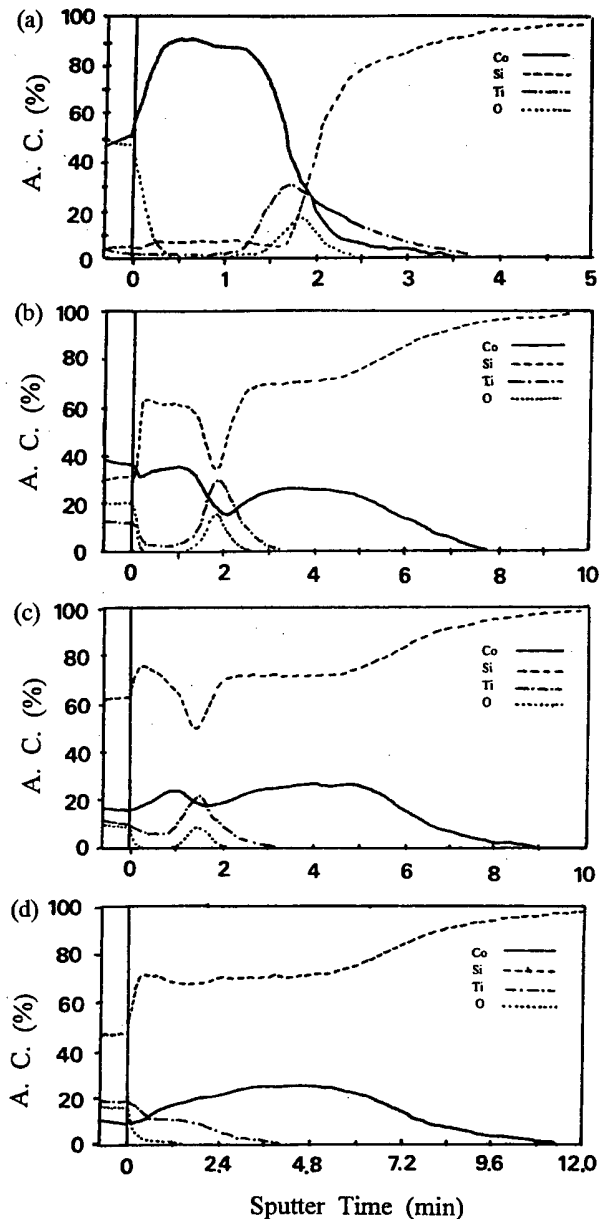 (a)
A. C. (%)
100
80
60
40
20
0
Co
Si
Ti
O
0 1 2 3 4 5
(b)
A. C. (%)
100
80
60
40
20
0
Co
Si
Ti
O
0 2 4 6 8 10
(c)
A. C. (%)
100
80
60
40
20
0
Co
Si
Ti
O
0 2 4 6 8 10
(d)
A. C. (%)
100
80
60
40
20
0
Co
Si
Ti
O
0 2.4 4.8 7.2 9.6 12.0
Sputter Time (min)